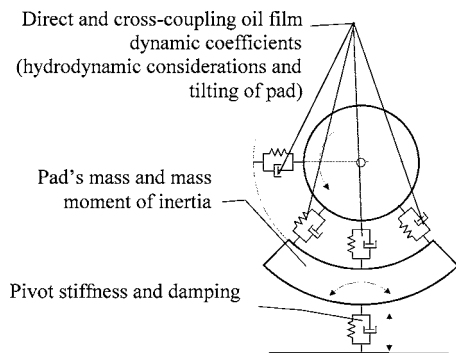 Direct and cross-coupling oil film
dynamic coefficients
(hydrodynamic considerations and
tilting of pad)
Pad's mass and mass
moment of inertia
Pivot stiffness and damping